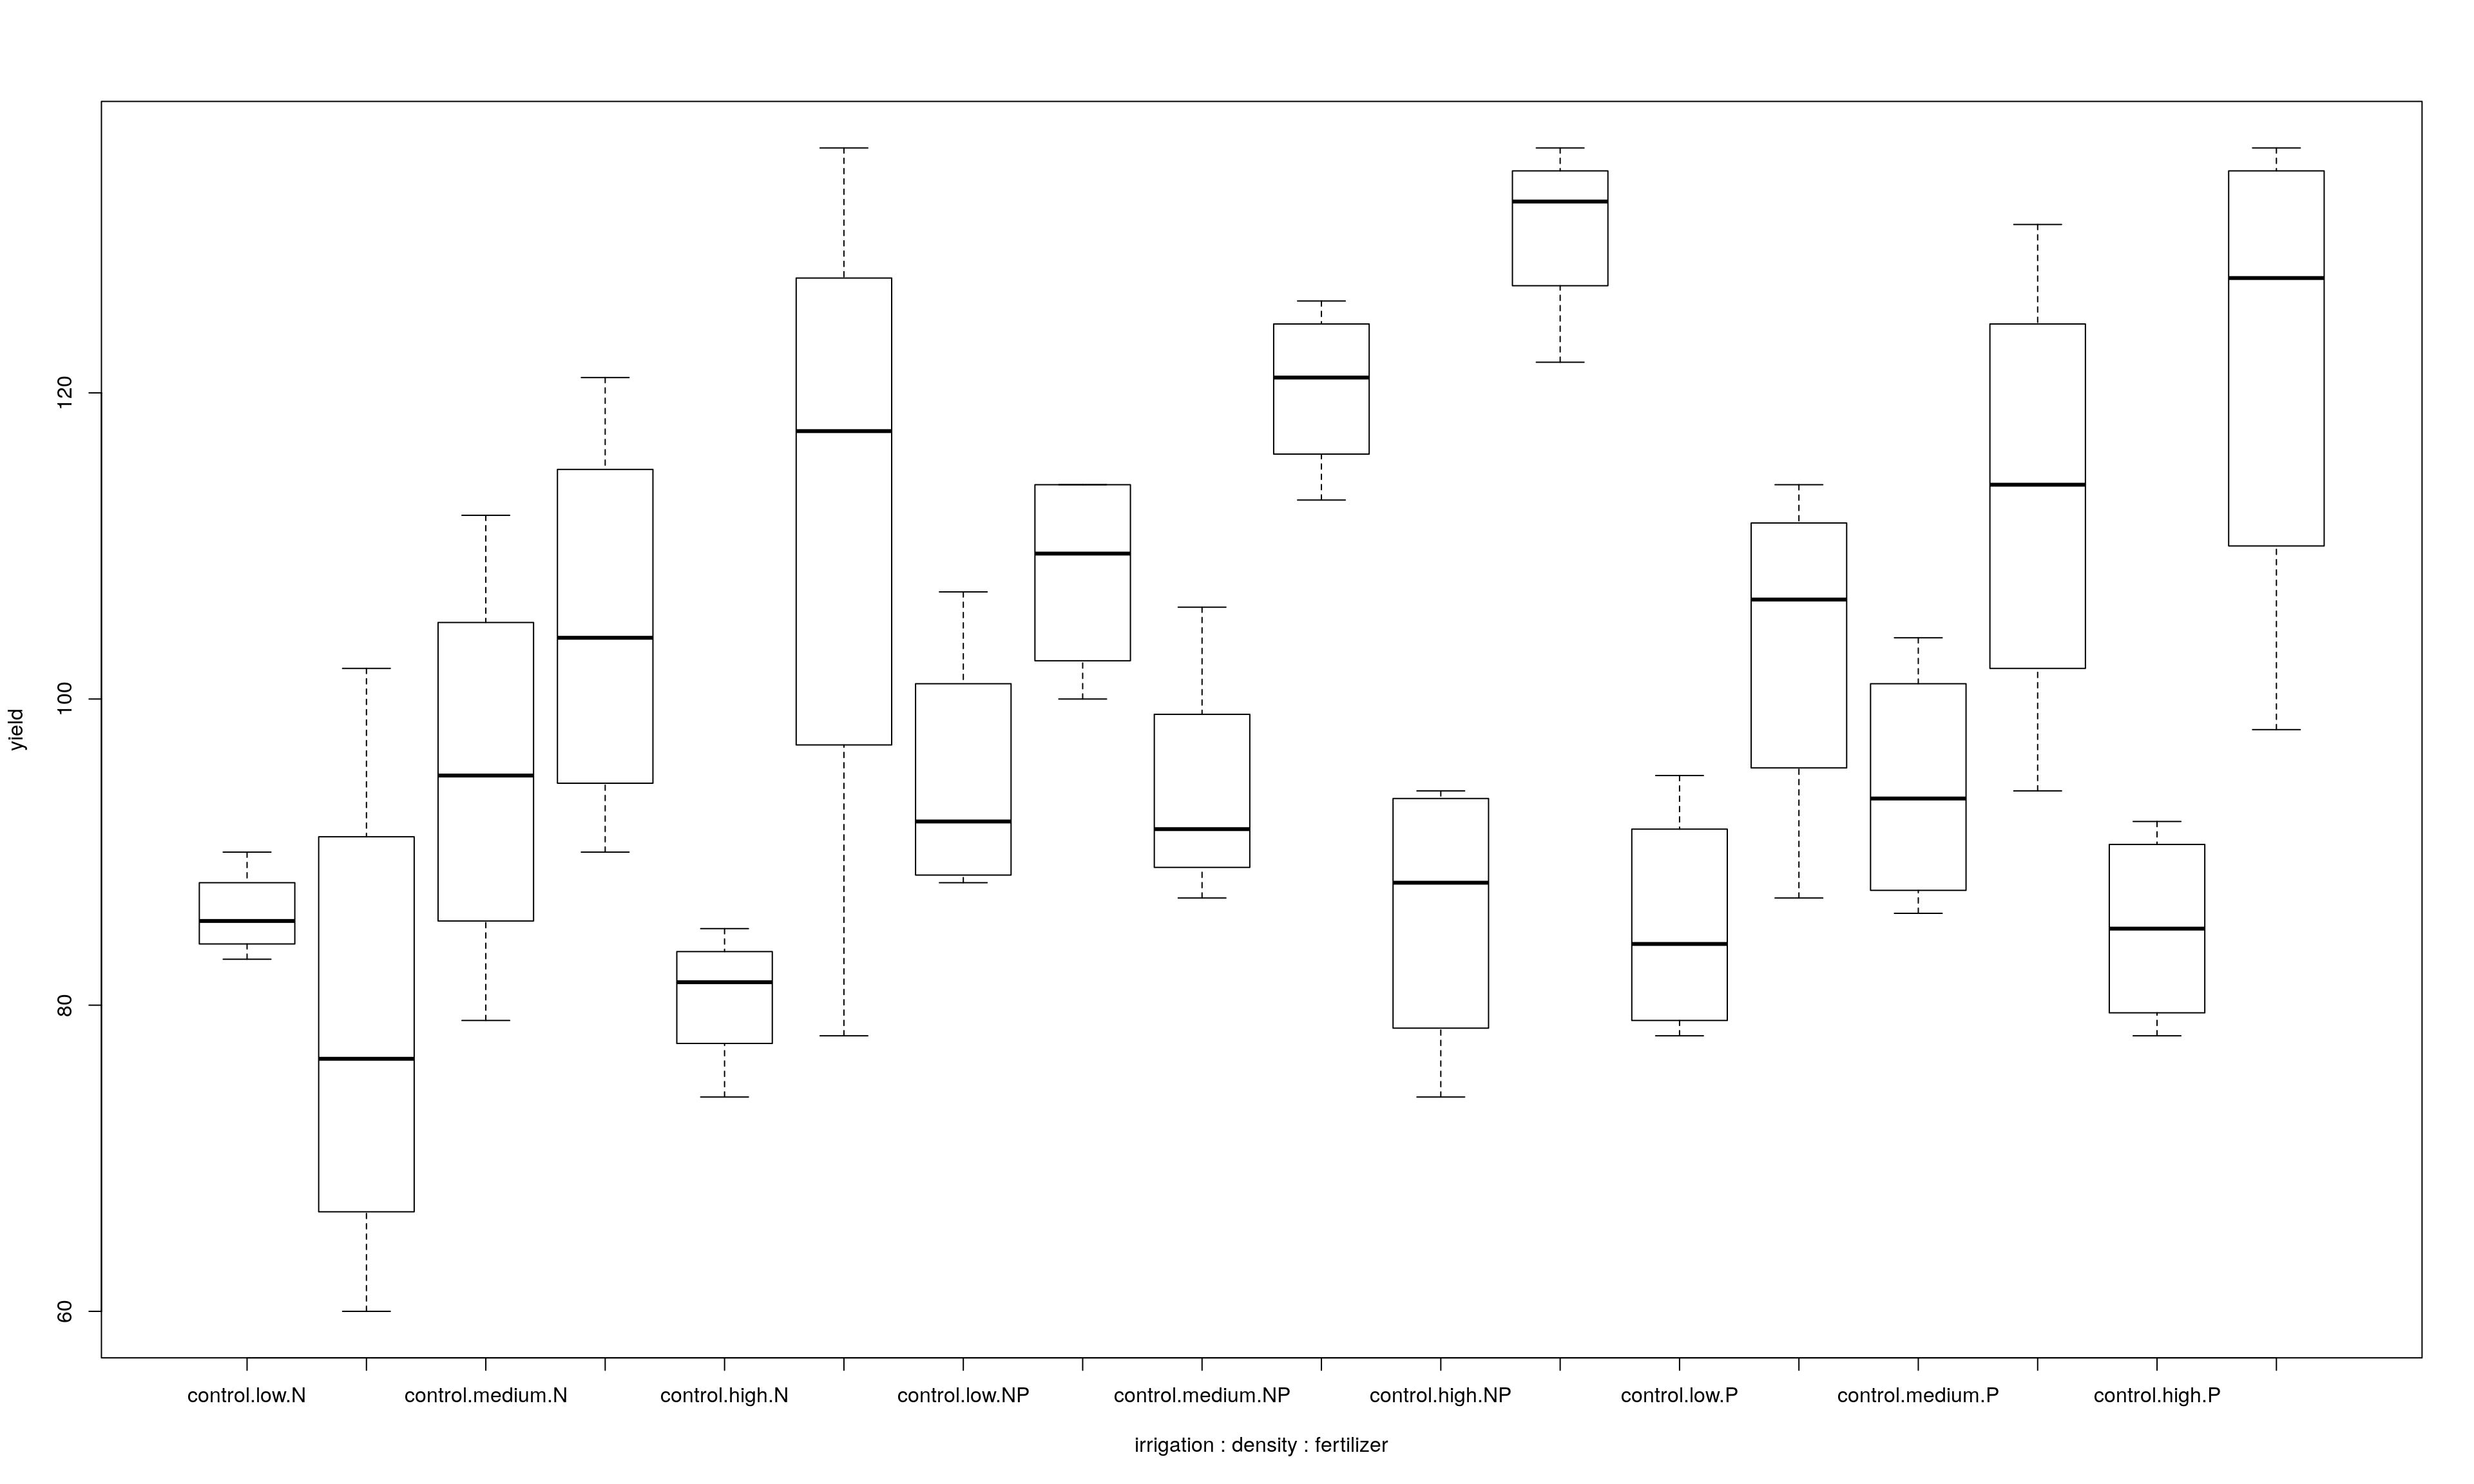 yield
120
100
80
60
control.low.N control.medium.N control.high.N control.low.NP control.medium.NP control.high.NP control.low.P control.medium.P control.high.P
irrigation : density : fertilizer